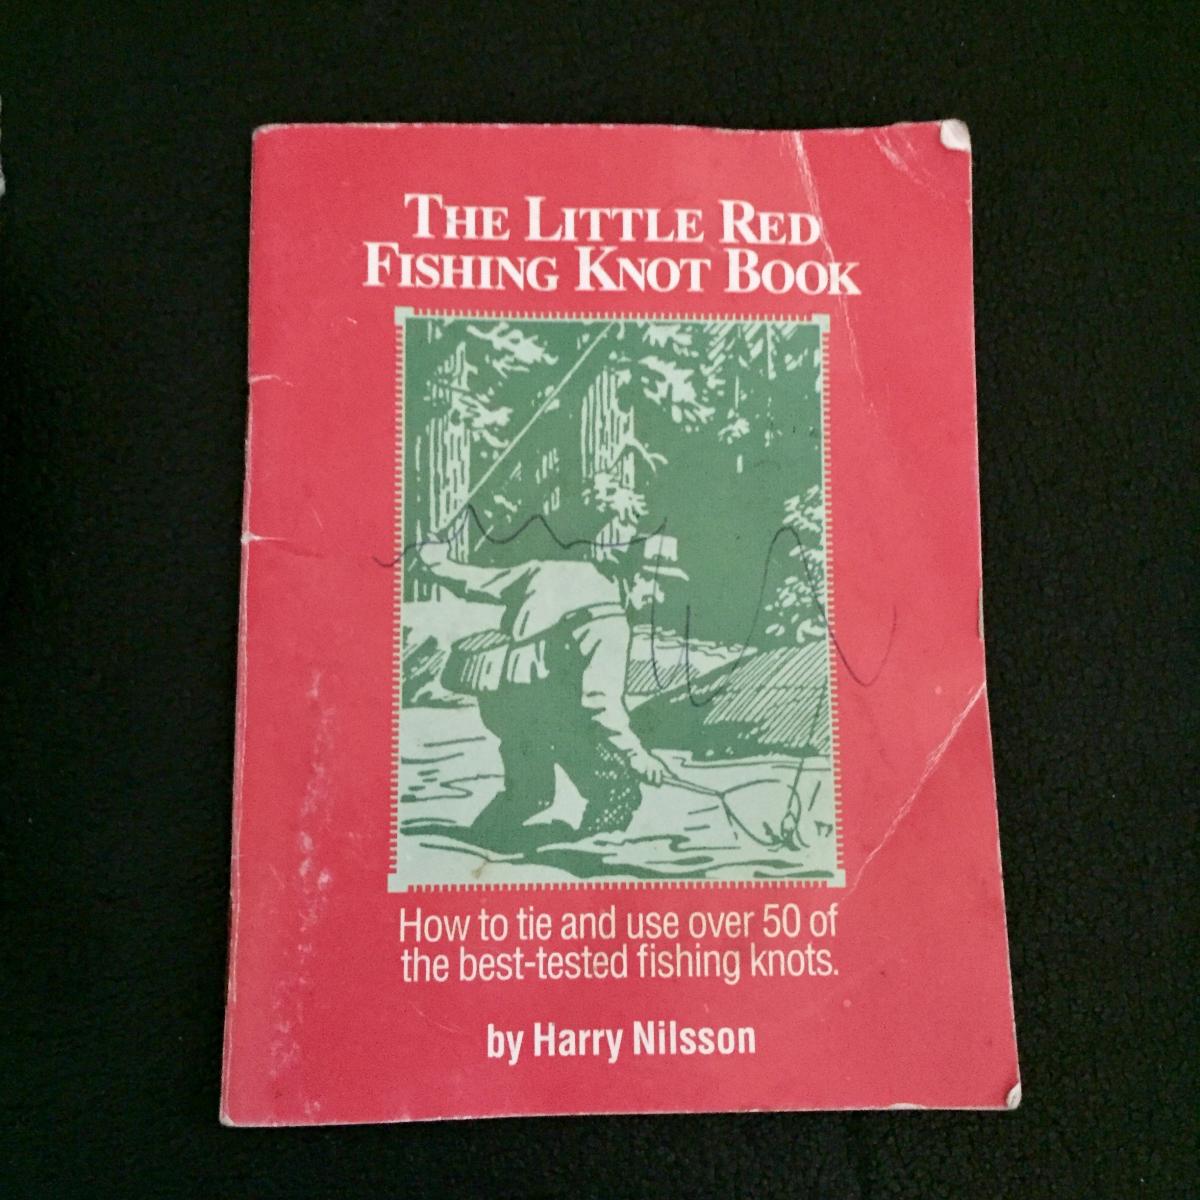 THE LITTLE RED
FISHING KNOT BOOK
How to tie and use over 50 of
the best-tested fishing knots.
by Harry Nilsson